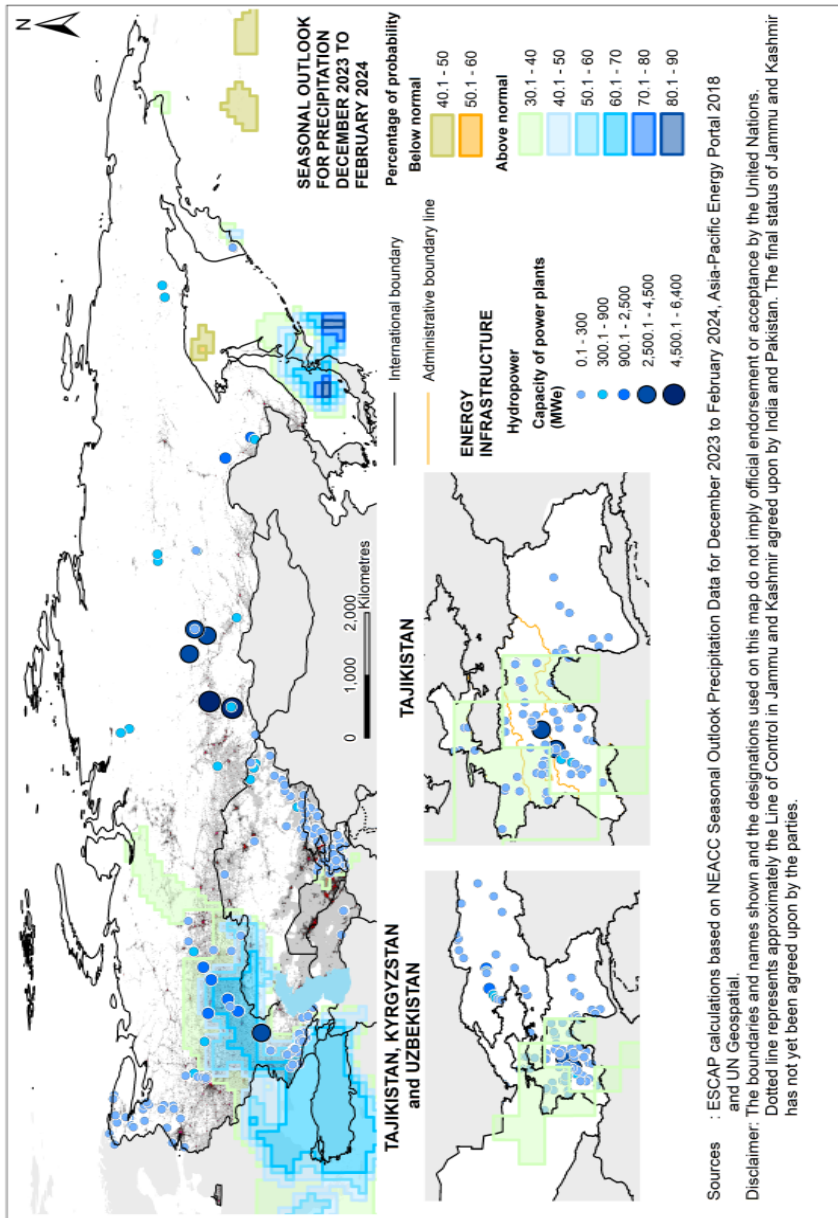 N
SEASONAL OUTLOOK
FOR PRECIPITATION
DECEMBER 2023 TO
FEBRUARY 2024
Percentage of probability
Below normal
40.1 - 50
50.1 - 60
Above normal
30.1 - 40
40.1 - 50
50.1 - 60
60.1 - 70
70.1 - 80
80.1 - 90
International boundary
Administrative boundary line
ENERGY
INFRASTRUCTURE
Hydropower
Capacity of power plants
(MWe)
0.1 - 300
300.1 - 900
900.1 - 2,500
2,500.1 - 4,500
4,500.1 - 6,400
0 1,000 2,000
Kilometres
TAJIKISTAN, KYRGYZSTAN
and UZBEKISTAN
TAJIKISTAN
Sources : ESCAP calculations based on NEACC Seasonal Outlook Precipitation Data for December 2023 to February 2024, Asia-Pacific Energy Portal 2018
and UN Geospatial.
Disclaimer: The boundaries and names shown and the designations used on this map do not imply official endorsement or acceptance by the United Nations.
Dotted line represents approximately the Line of Control in Jammu and Kashmir agreed upon by India and Pakistan. The final status of Jammu and Kashmir
has not yet been agreed upon by the parties.